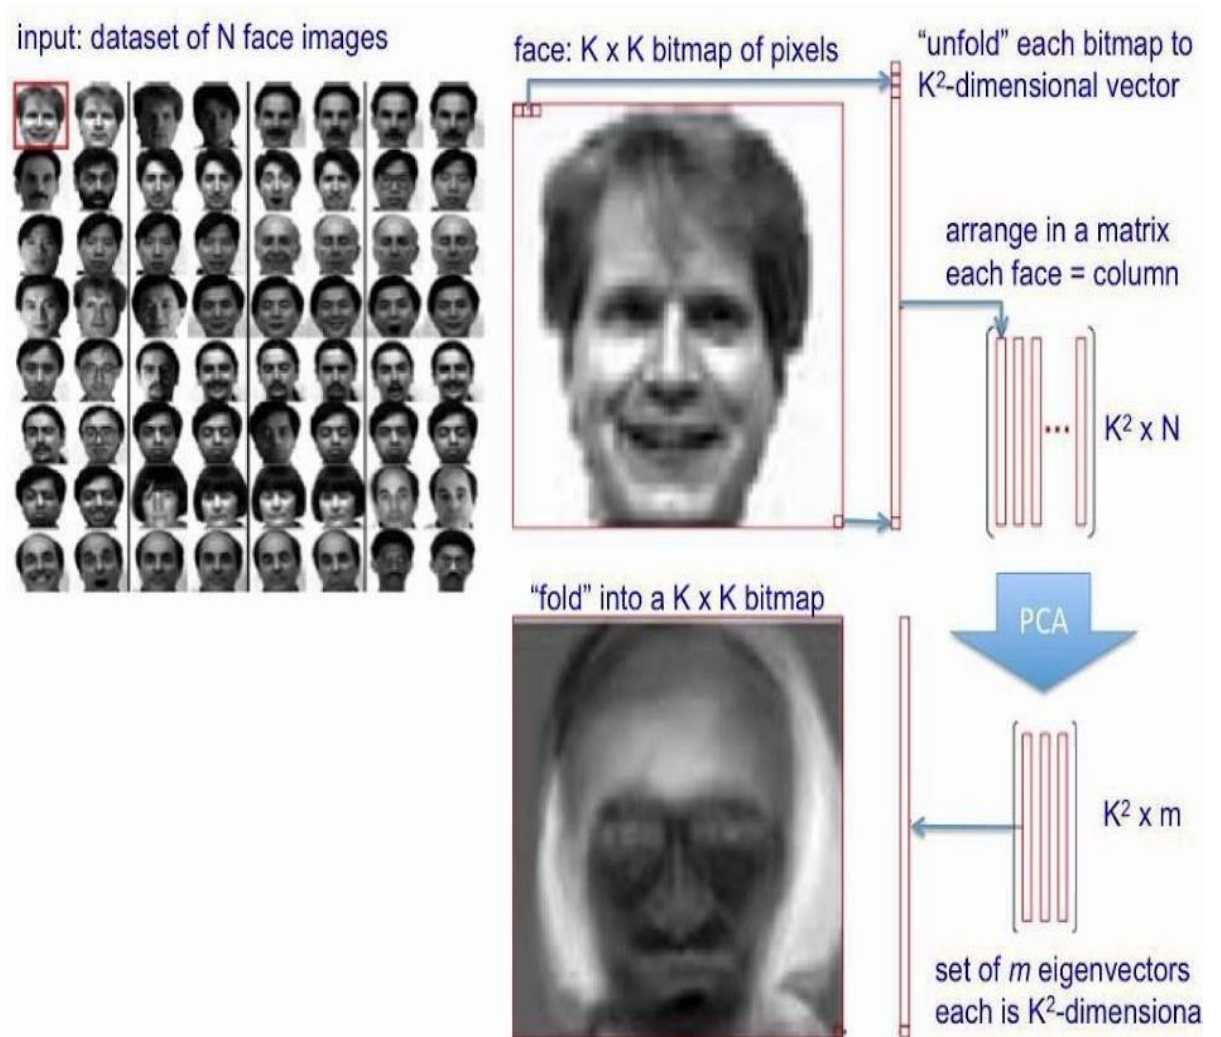 input: dataset of N face images
face: K x K bitmap of pixels
“unfold” each bitmap to
K²-dimensional vector
arrange in a matrix
each face = column
...
K² x N
PCA
“fold” into a K x K bitmap
K² x m
set of m eigenvectors
each is K²-dimensiona